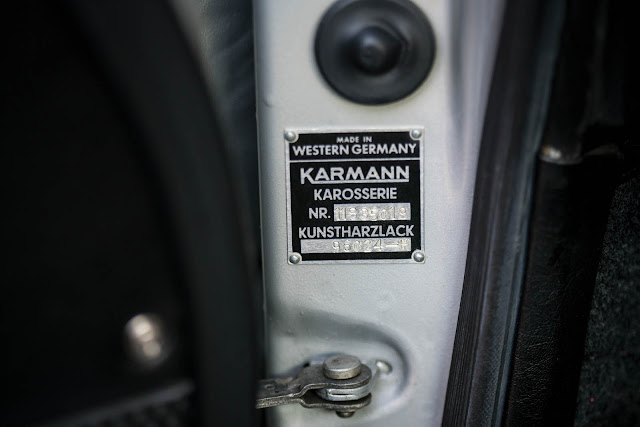 MADE IN
WESTERN GERMANY
KARMANN
KAROSSERIE
NR.
KUNSTHARZLACK